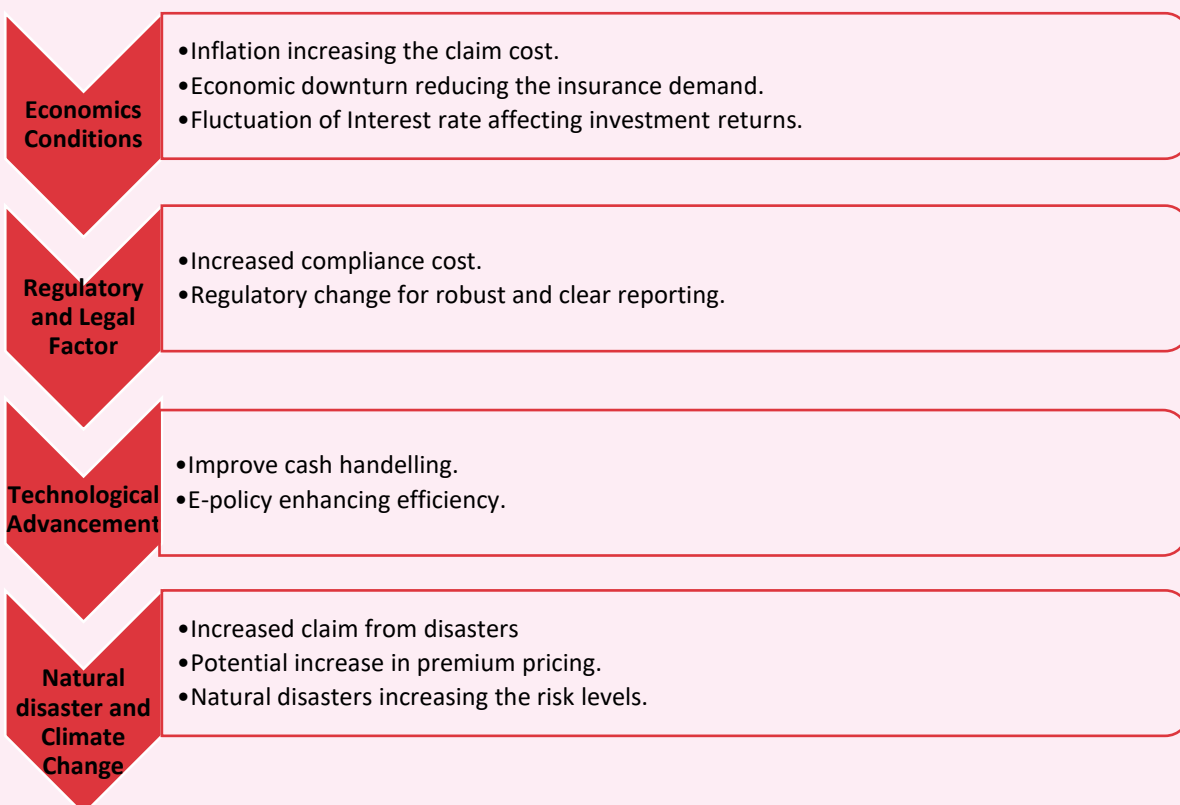 Economics
Conditions
•Inflation increasing the claim cost.
•Economic downturn reducing the insurance demand.
•Fluctuation of Interest rate affecting investment returns.
Regulatory
and Legal
Factor
•Increased compliance cost.
•Regulatory change for robust and clear reporting.
Technological
Advancement
•Improve cash handelling.
•E-policy enhancing efficiency.
Natural
disaster and
Climate
Change
•Increased claim from disasters
•Potential increase in premium pricing.
•Natural disasters increasing the risk levels.